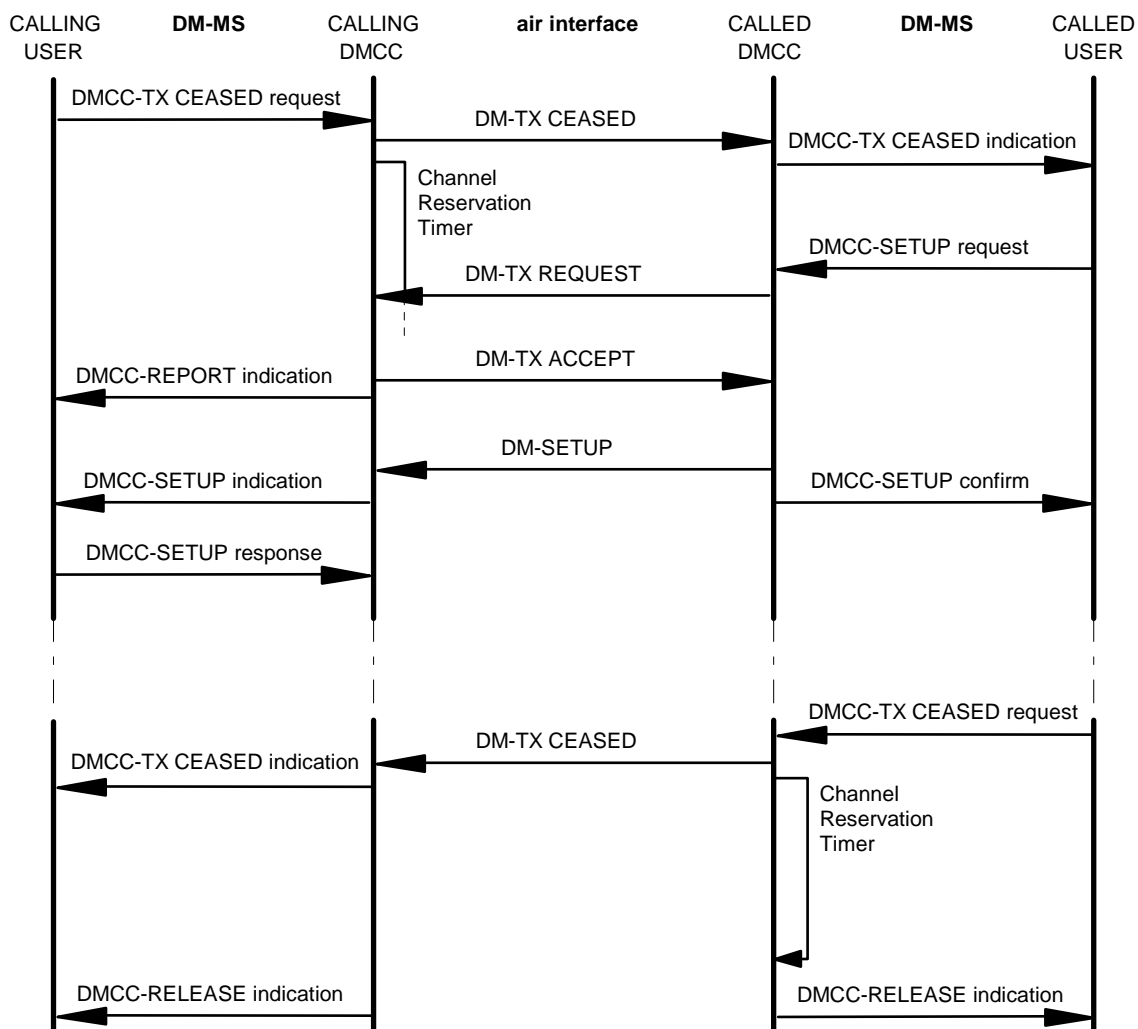 CALLING
USER
DM-MS
CALLING
DMCC
air interface
CALLED
DMCC
DM-MS
CALLED
USER
DMCC-TX CEASED request
DM-TX CEASED
DMCC-TX CEASED indication
Channel
Reservation
Timer
DMCC-SETUP request
DM-TX REQUEST
DM-TX ACCEPT
DMCC-REPORT indication
DM-SETUP
DMCC-SETUP indication
DMCC-SETUP confirm
DMCC-SETUP response
DMCC-TX CEASED request
DM-TX CEASED
DMCC-TX CEASED indication
Channel
Reservation
Timer
DMCC-RELEASE indication
DMCC-RELEASE indication